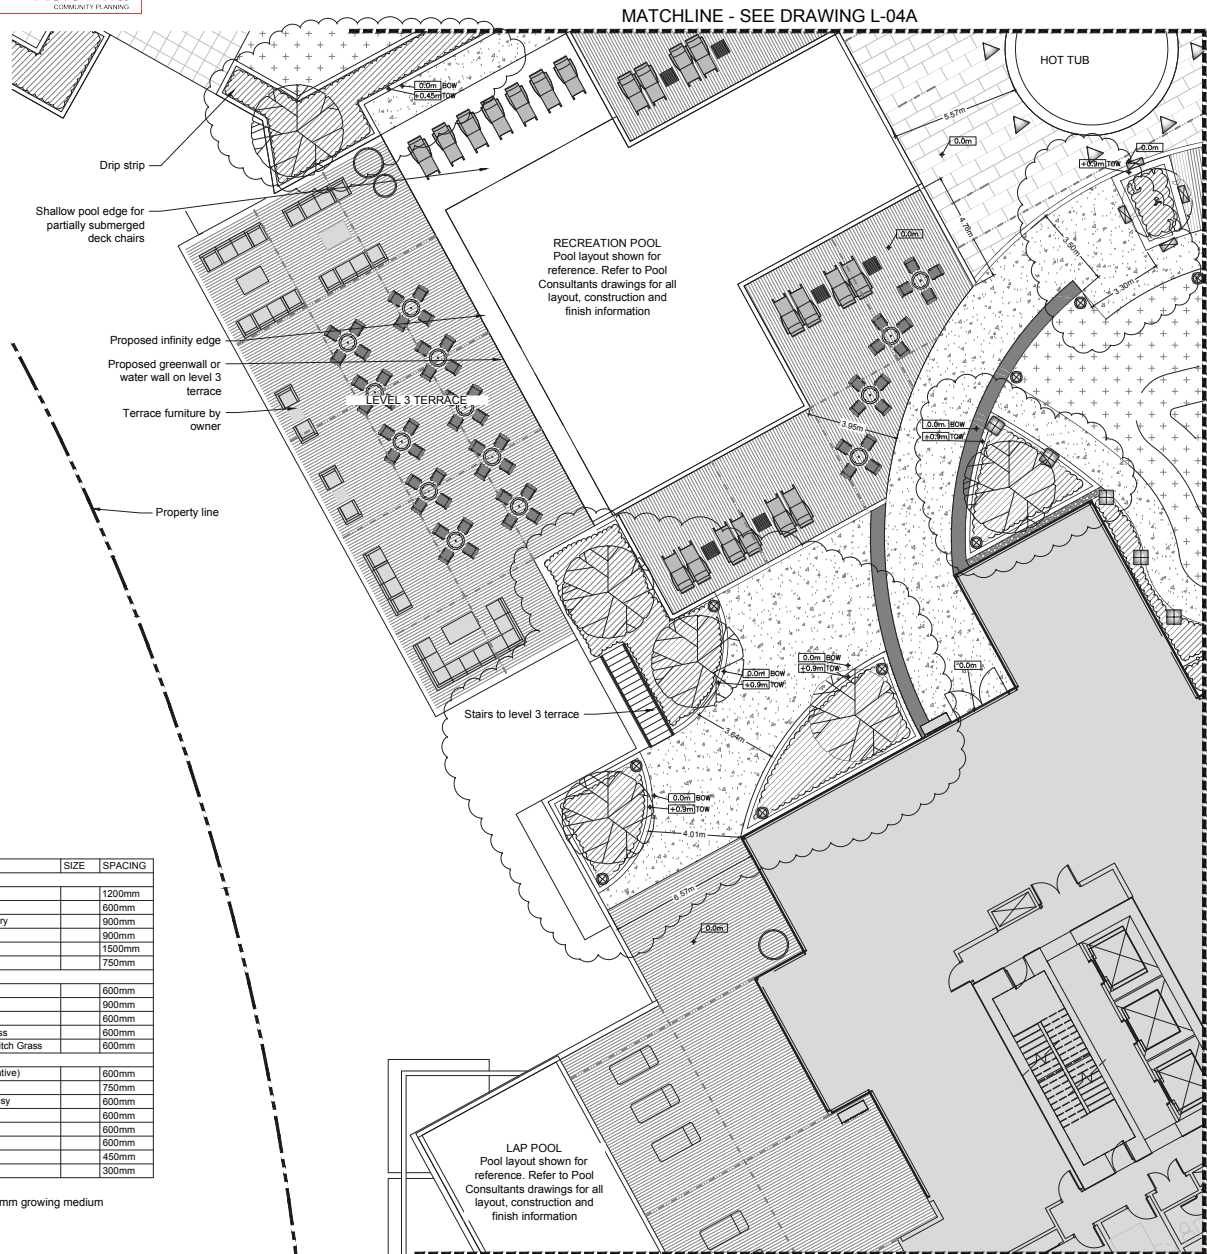 COMMUNITY PLANNING
MATCHLINE - SEE DRAWING L-04A
HOT TUB
0.0m BOW
+0.45m TOW
5.57m
0.0m
0.0m
+0.9m TOW
Drip strip
Shallow pool edge for
partially submerged
deck chairs
4.76m
3.50m
3.30m
0.0m
RECREATION POOL
Pool layout shown for
reference. Refer to Pool
Consultants drawings for all
layout, construction and
finish information
Proposed infinity edge
Proposed greenwall or
water wall on level 3
terrace
Terrace furniture by
owner
LEVEL 3 TERRACE
3.95m
0.0m BOW
+0.9m TOW
Property line
0.0m BOW
+0.9m TOW
0.0m BOW
+0.9m TOW
0.0m
Stairs to level 3 terrace
3.64m
0.0m BOW
+0.9m TOW
4.01m
6.57m
0.0m
SIZE SPACING
1200mm
600mm
ry 900mm
900mm
1500mm
750mm
600mm
900mm
600mm
ss 600mm
itch Grass 600mm
ative) 600mm
750mm
sy 600mm
600mm
600mm
600mm
450mm
300mm
mm growing medium
LAP POOL
Pool layout shown for
reference. Refer to Pool
Consultants drawings for all
layout, construction and
finish information